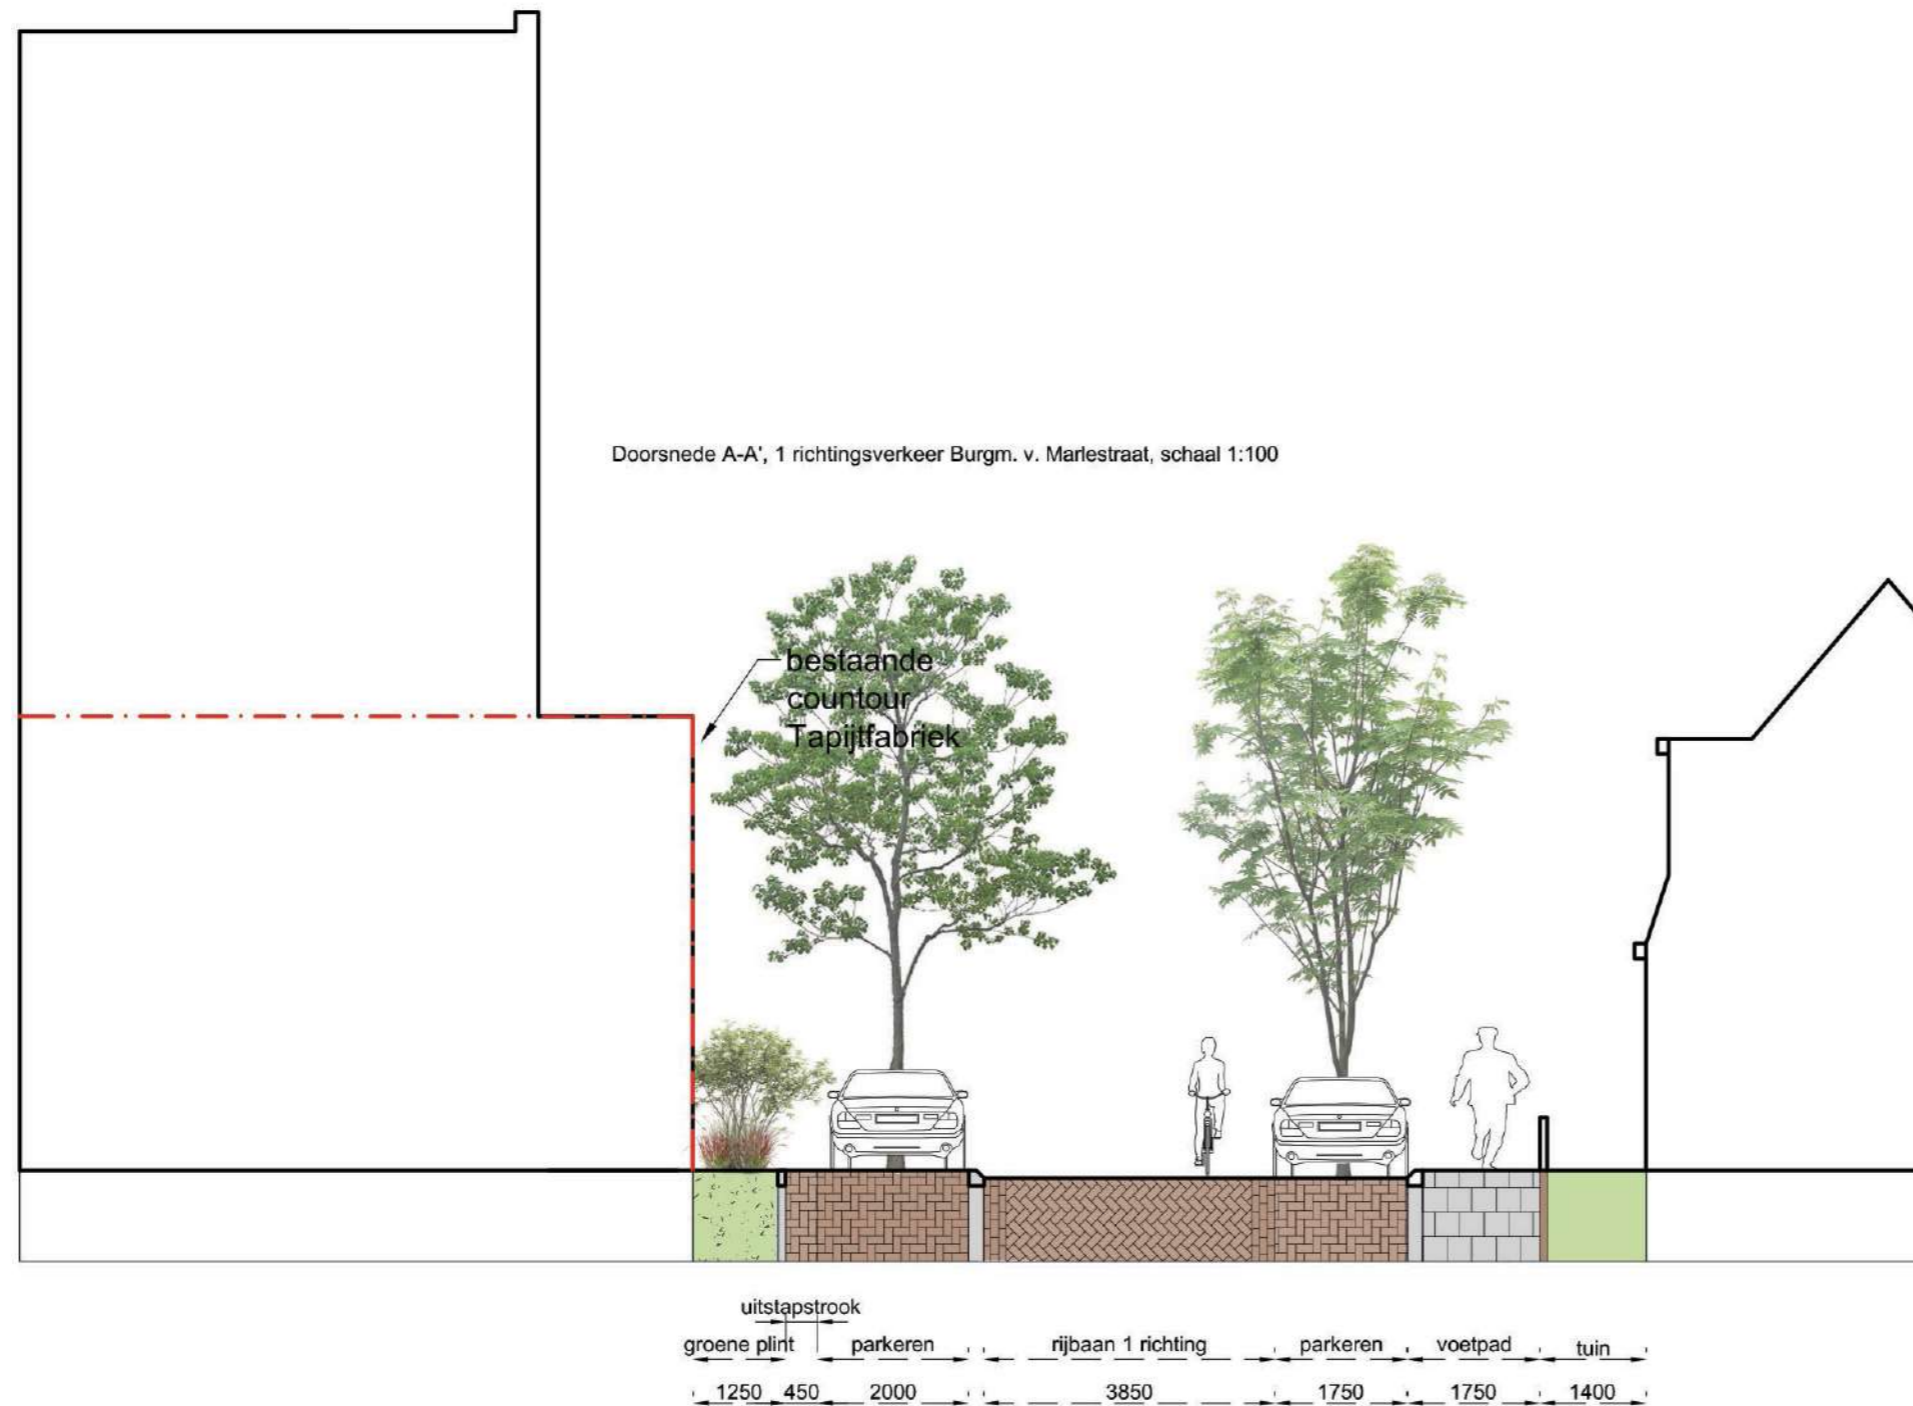 Doorsnede A-A', 1 richtingsverkeer Burgm. v. Marlestraat, schaal 1:100
bestaande
countour
Tapijtfabriek
uitstapstrook
groene plint parkeren rijbaan 1 richting parkeren voetpad tuin
1250 450 2000 3850 1750 1750 1400